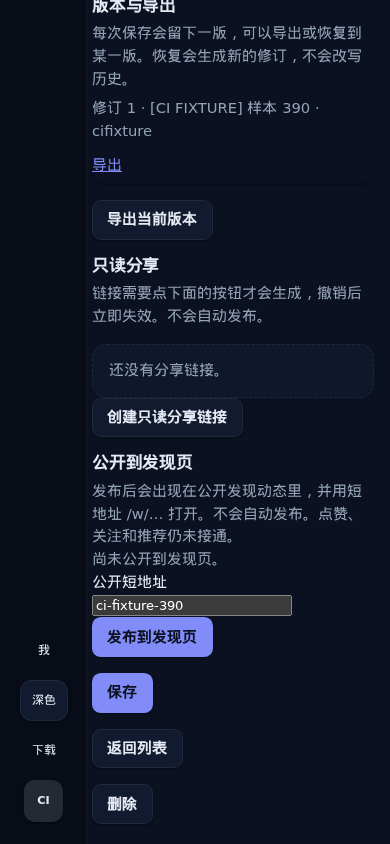 版本与导出
每次保存会留下一版，可以导出或恢复到
某一版。恢复会生成新的修订，不会改写
历史。
修订 1 · [CI FIXTURE] 样本 390 ·
cifixture
导出
导出当前版本
只读分享
链接需要点下面的按钮才会生成，撤销后
立即失效。不会自动发布。
还没有分享链接。
创建只读分享链接
公开到发现页
发布后会出现在公开发现动态里，并用短
地址 /w/… 打开。不会自动发布。点赞、
关注和推荐仍未接通。
尚未公开到发现页。
公开短地址
ci-fixture-390
发布到发现页
保存
返回列表
删除
我
深色
下载
CI